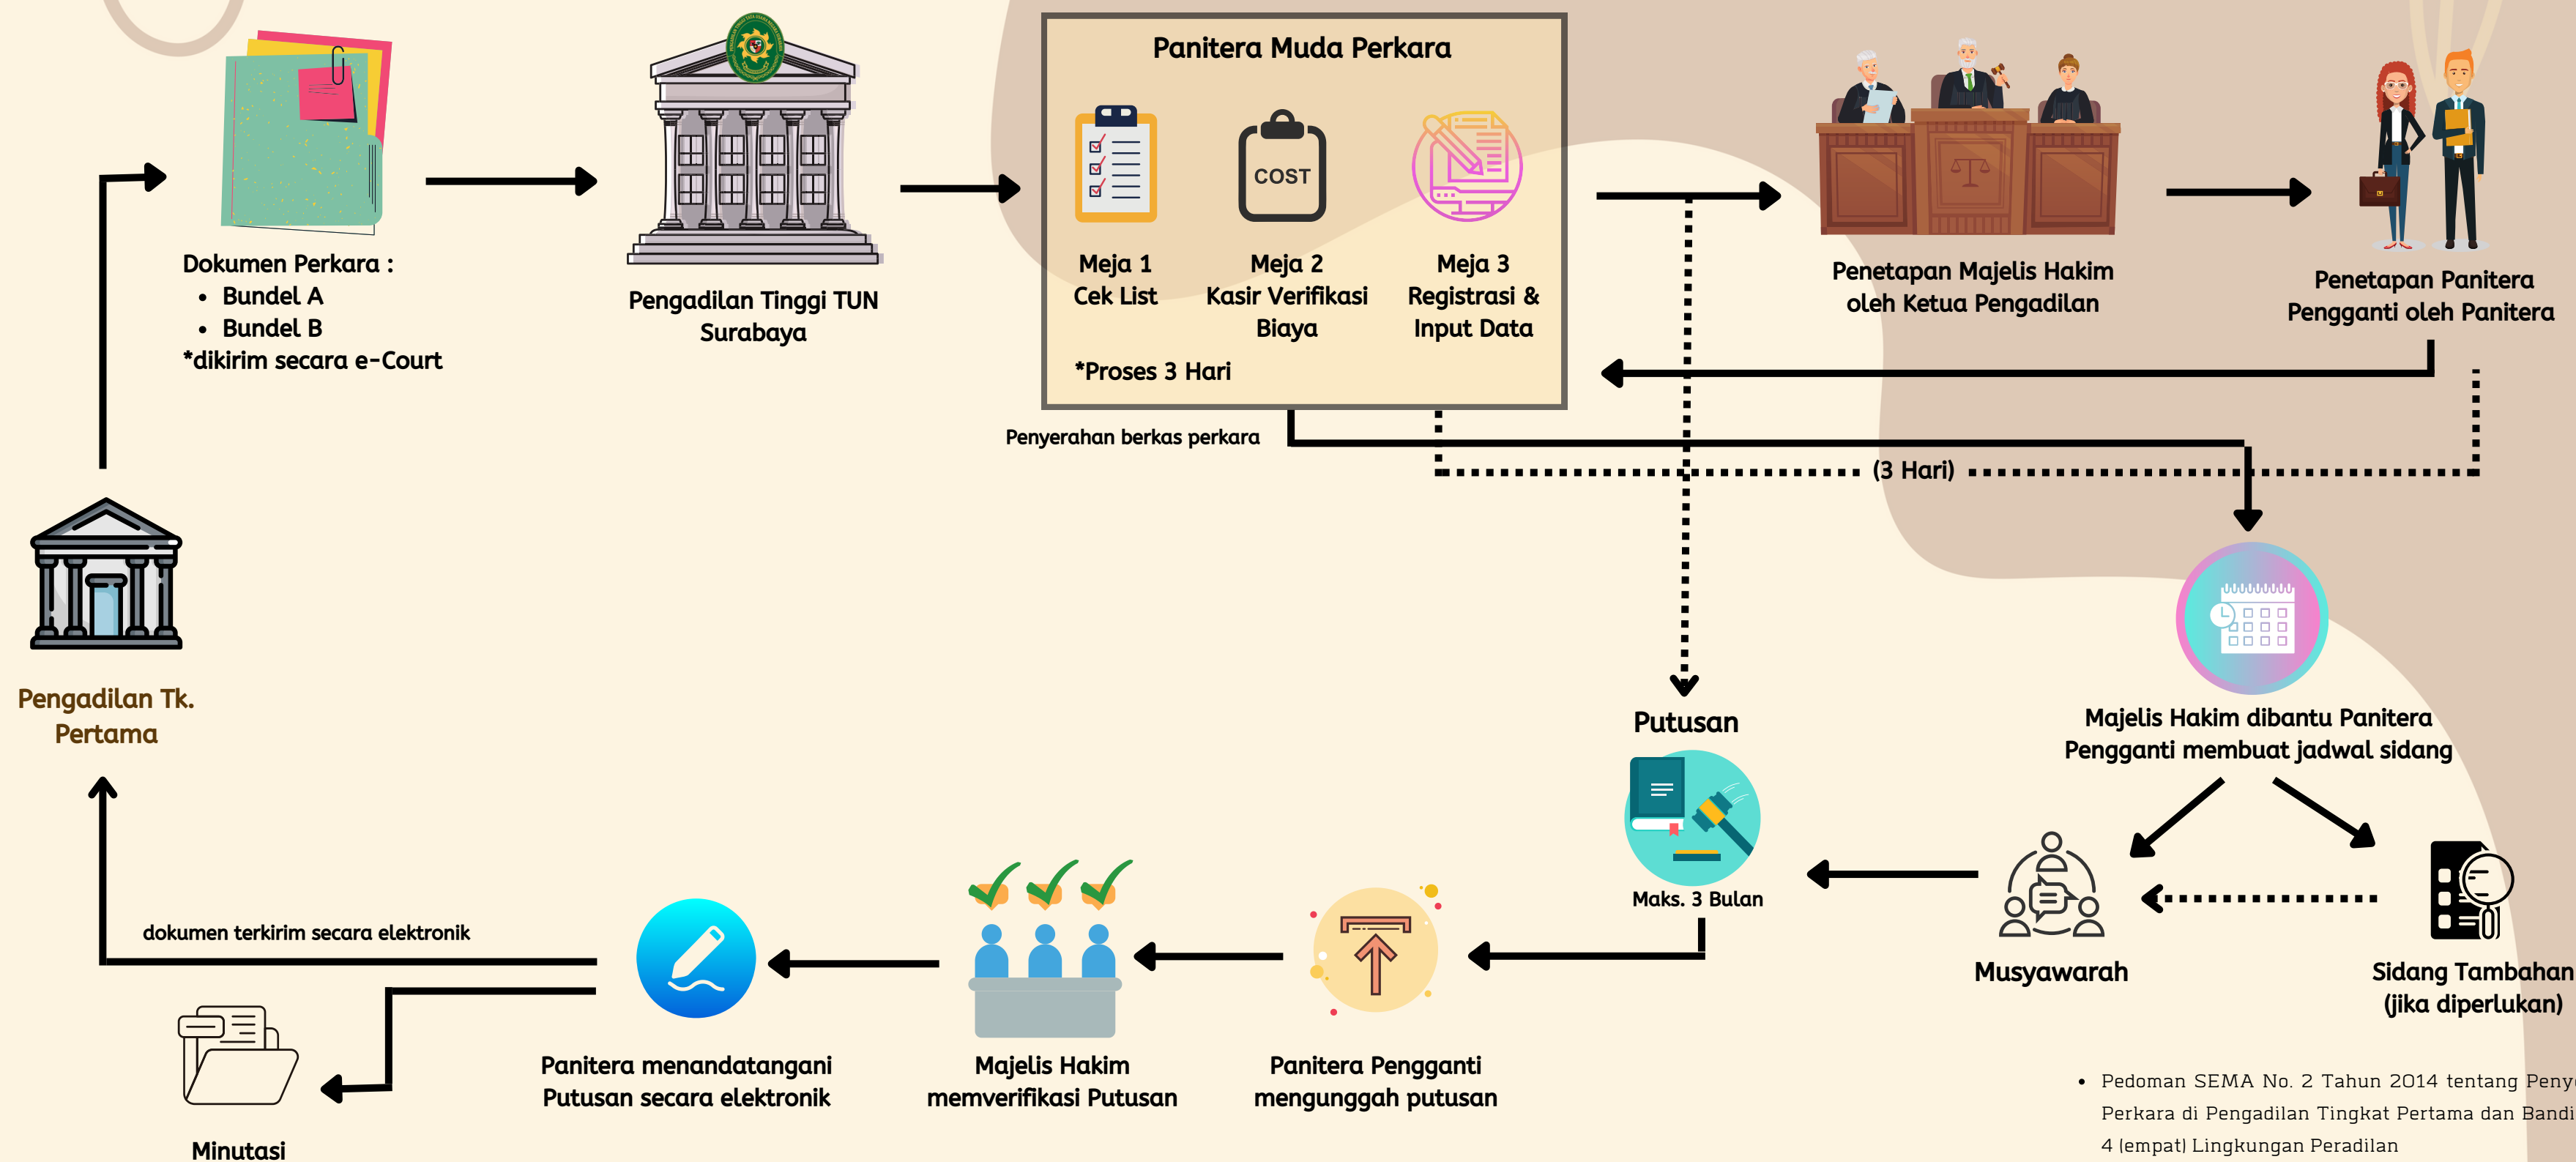 Dokumen Perkara :
• Bundel A
• Bundel B
*dikirim secara e-Court
Pengadilan Tinggi TUN
Surabaya
Panitera Muda Perkara
COST
Meja 1
Cek List
Meja 2
Kasir Verifikasi
Biaya
Meja 3
Registrasi &
Input Data
*Proses 3 Hari
Penetapan Majelis Hakim
oleh Ketua Pengadilan
Penetapan Panitera
Pengganti oleh Panitera
Penyerahan berkas perkara
(3 Hari)
Pengadilan Tk.
Pertama
Majelis Hakim dibantu Panitera
Pengganti membuat jadwal sidang
Putusan
Maks. 3 Bulan
Musyawarah
Sidang Tambahan
(jika diperlukan)
dokumen terkirim secara elektronik
Panitera menandatangani
Putusan secara elektronik
Majelis Hakim
memverifikasi Putusan
Panitera Pengganti
mengunggah putusan
Minutasi
• Pedoman SEMA No. 2 Tahun 2014 tentang
Perkara di Pengadilan Tingkat Pertama dan
4 (empat) Lingkungan Peradilan